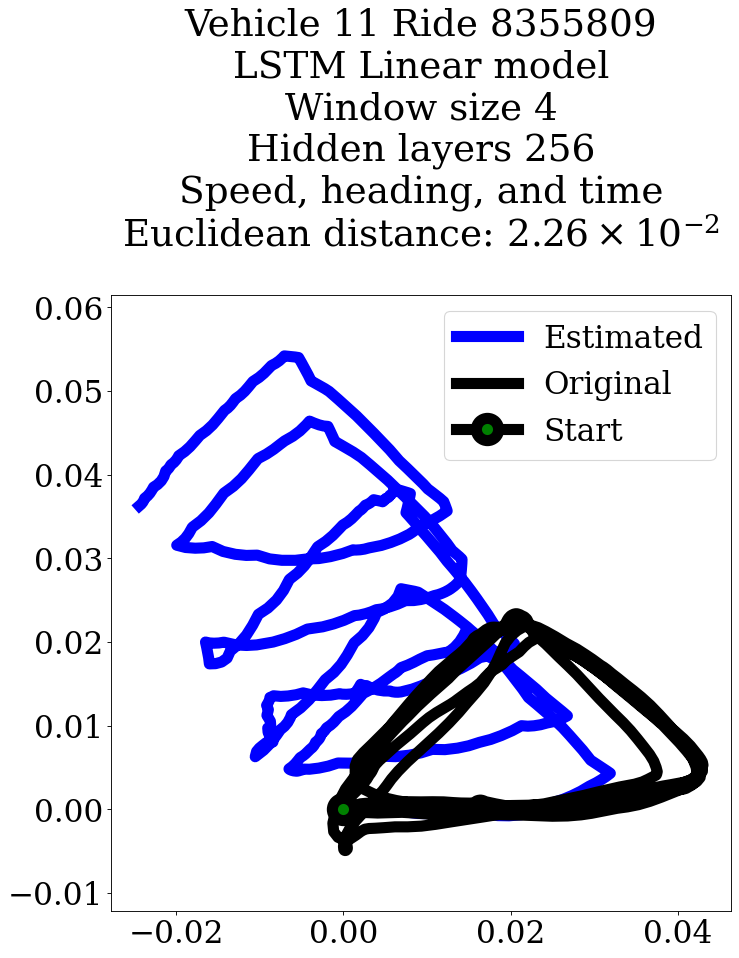 Vehicle 11 Ride 8355809
LSTM Linear model
Window size 4
Hidden layers 256
Speed, heading, and time
Euclidean distance: 2.26 × 10⁻²
0.06
0.05
0.04
0.03
0.02
0.01
0.00
−0.01
−0.02
0.00
0.02
0.04
Estimated
Original
Start